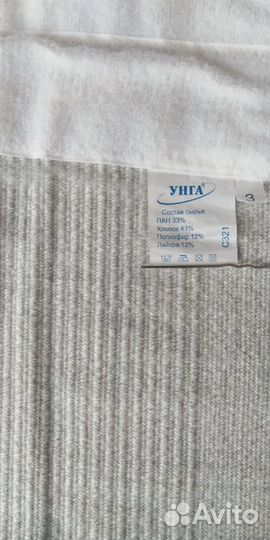 УНГА®
Состав сырья:
ПАН 33%
Хлопок 43%
Полиэфир 12%
Лайкра 12%
С321
3
Avito